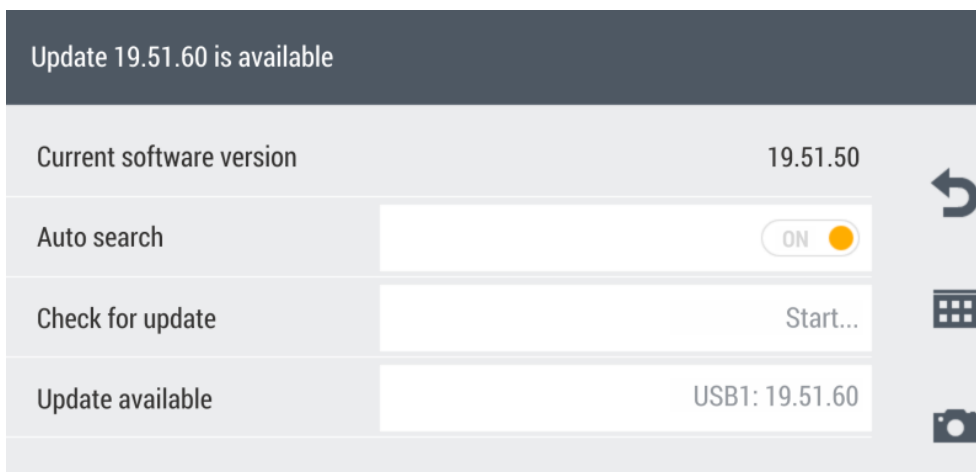 Update 19.51.60 is available
Current software version 19.51.50
Auto search ON
Check for update Start...
Update available USB1: 19.51.60